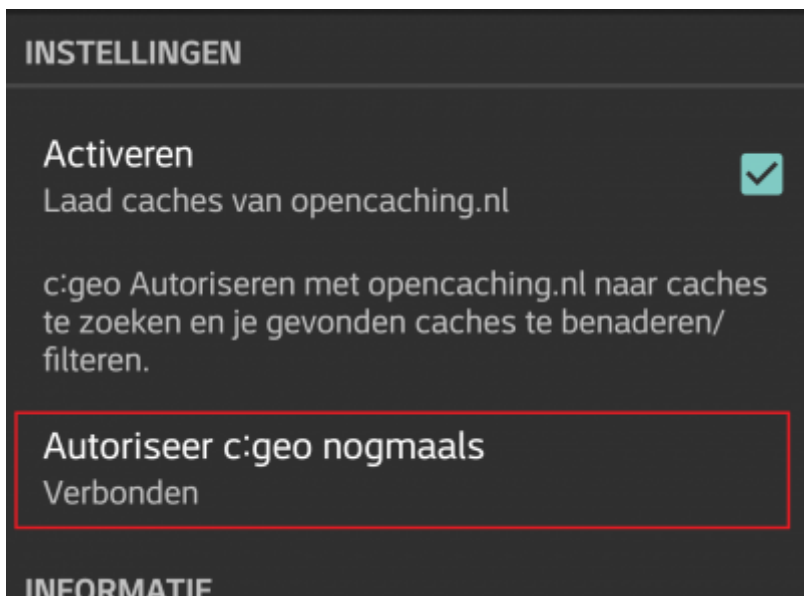 INSTELLINGEN
Activeren
Laad caches van opencaching.nl
c:geo Autoriseren met opencaching.nl naar caches
te zoeken en je gevonden caches te benaderen/
filteren.
Autoriseer c:geo nogmaals
Verbonden
INFORMATIE